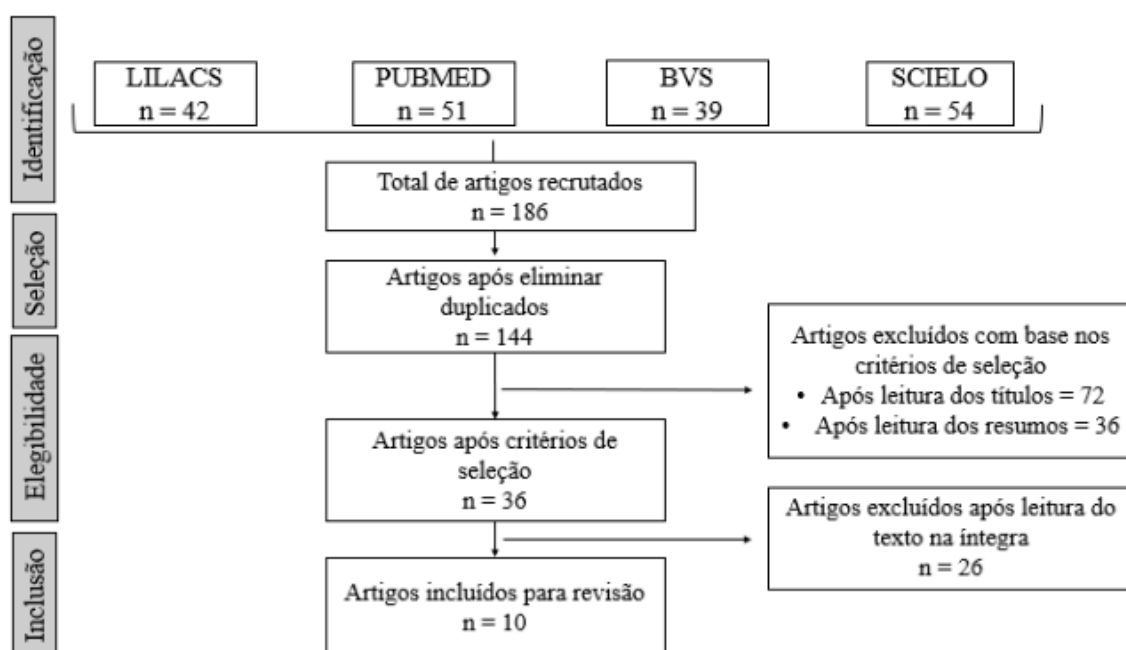 Identificação
LILACS
n = 42
PUBMED
n = 51
BVS
n = 39
SCIELO
n = 54
Total de artigos recrutados
n = 186
Seleção
Artigos após eliminar
duplicados
n = 144
Elegibilidade
Artigos excluídos com base nos
critérios de seleção
• Após leitura dos títulos = 72
• Após leitura dos resumos = 36
Artigos após critérios de
seleção
n = 36
Artigos excluídos após leitura do
texto na íntegra
n = 26
Inclusão
Artigos incluídos para revisão
n = 10